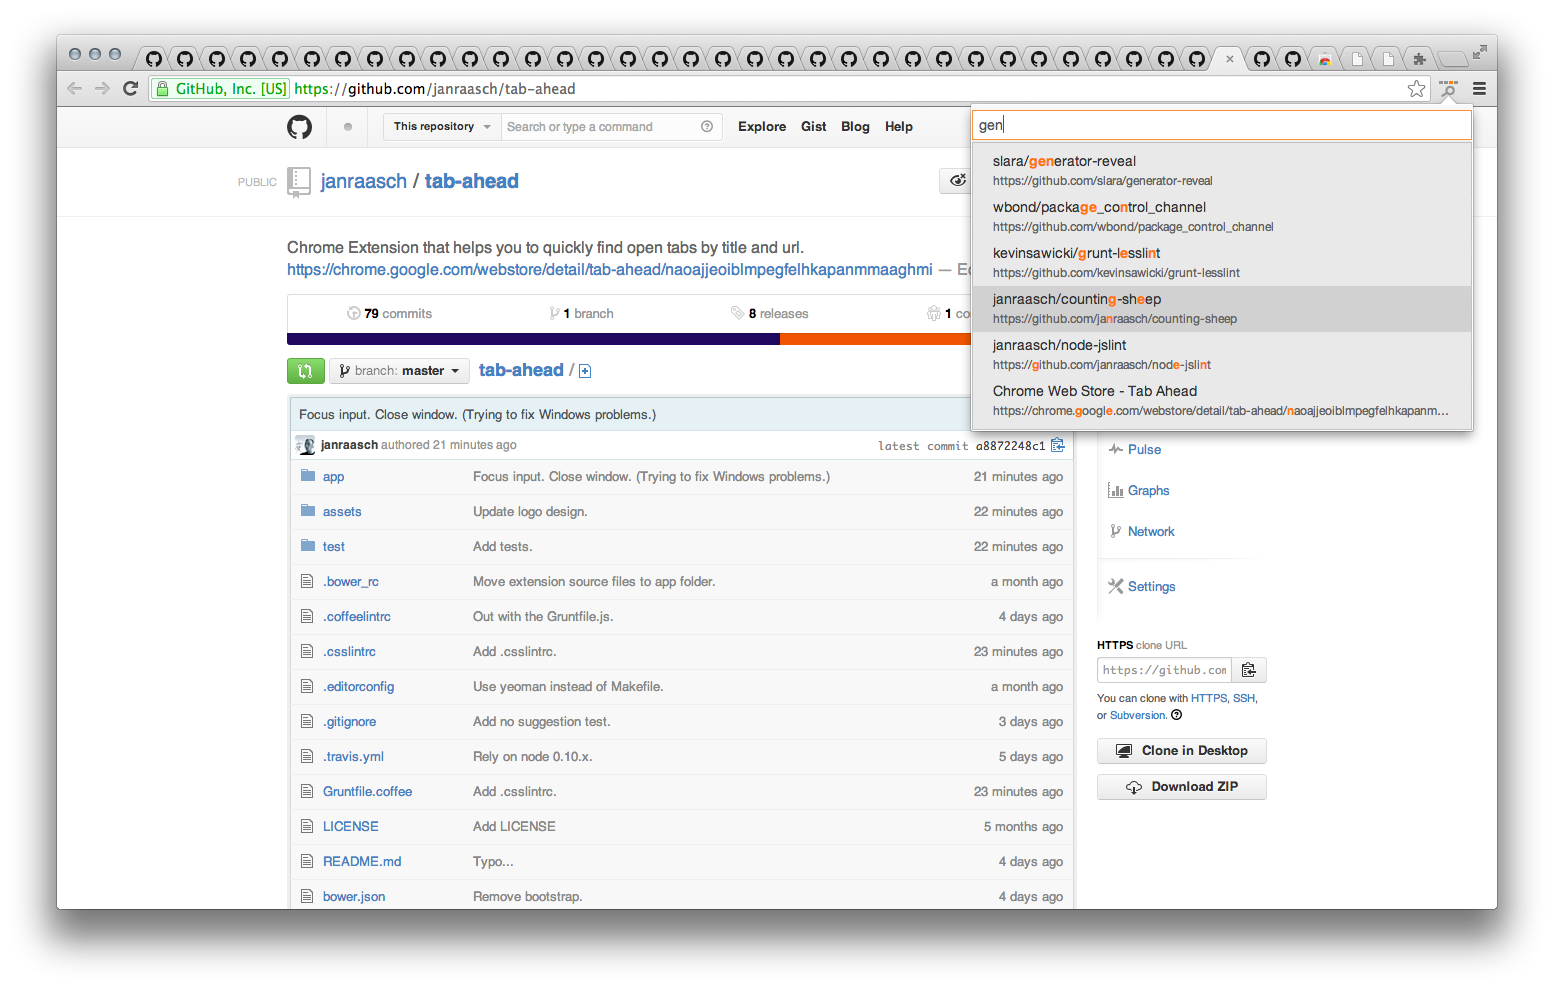 GitHub, Inc. [US] https://github.com/janraasch/tab-ahead
This repository Search or type a command Explore Gist Blog Help
gen
slara/generator-reveal
https://github.com/slara/generator-reveal
wbond/package_control_channel
https://github.com/wbond/package_control_channel
kevinsawicki/grunt-lesslint
https://github.com/kevinsawicki/grunt-lesslint
janraasch/counting-sheep
https://github.com/janraasch/counting-sheep
janraasch/node-jslint
https://github.com/janraasch/node-jslint
Chrome Web Store - Tab Ahead
https://chrome.google.com/webstore/detail/tab-ahead/naoajjeoiblmpegfelhkapanm...
PUBLIC janraasch / tab-ahead
Chrome Extension that helps you to quickly find open tabs by title and url.
https://chrome.google.com/webstore/detail/tab-ahead/naoajjeoiblmpegfelhkapanmmaaghmi — Ec
79 commits 1 branch 8 releases 1 co
branch: master tab-ahead /
Focus input. Close window. (Trying to fix Windows problems.)
janraasch authored 21 minutes ago latest commit a8872248c1
app Focus input. Close window. (Trying to fix Windows problems.) 21 minutes ago
assets Update logo design. 22 minutes ago
test Add tests. 22 minutes ago
.bower_rc Move extension source files to app folder. a month ago
.coffeelintrc Out with the Gruntfile.js. 4 days ago
.csslintrc Add .csslintrc. 23 minutes ago
.editorconfig Use yeoman instead of Makefile. a month ago
.gitignore Add no suggestion test. 3 days ago
.travis.yml Rely on node 0.10.x. 5 days ago
Gruntfile.coffee Add .csslintrc. 23 minutes ago
LICENSE Add LICENSE 5 months ago
README.md Typo... 4 days ago
bower.json Remove bootstrap. 4 days ago
Pulse
Graphs
Network
Settings
HTTPS clone URL
https://github.com
You can clone with HTTPS, SSH,
or Subversion.
Clone in Desktop
Download ZIP